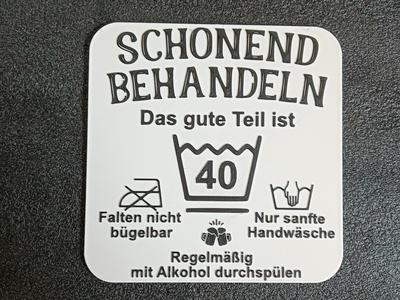 SCHONEND
BEHANDELN
Das gute Teil ist
40
Falten nicht
bügelbar
Nur sanfte
Handwäsche
Regelmäßig
mit Alkohol durchspülen